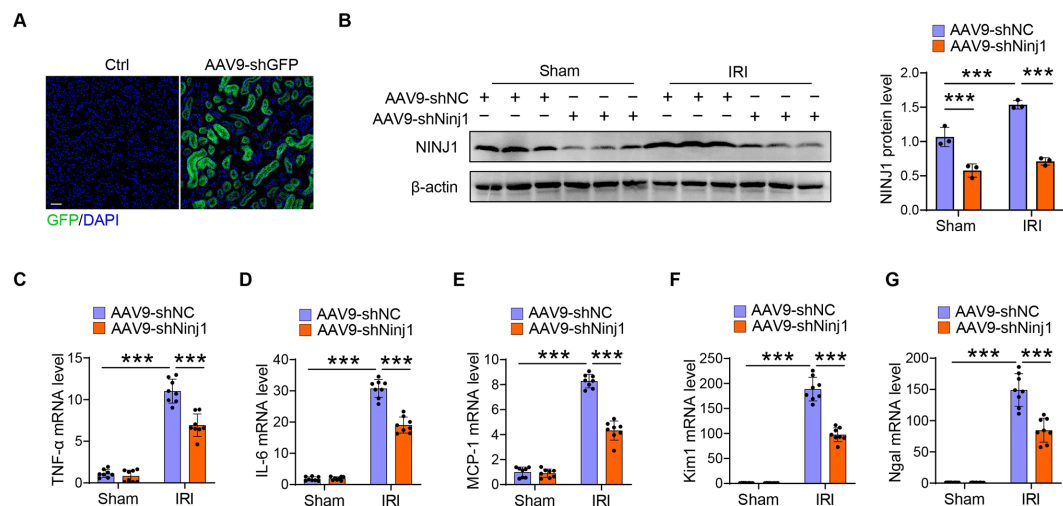 A
Ctrl
AAV9-shGFP
GFP/DAPI
B
Sham
IRI
AAV9-shNC + + + − − − + + + − − −
AAV9-shNinj1 − − − + + + − − − + + +
NINJ1
β-actin
AAV9-shNC
AAV9-shNinj1
NINJ1 protein level
2.0
1.5
1.0
0.5
0.0
***
***
***
Sham
IRI
C
AAV9-shNC
AAV9-shNinj1
TNF-α mRNA level
15
10
5
0
***
***
Sham
IRI
D
AAV9-shNC
AAV9-shNinj1
IL-6 mRNA level
40
30
20
10
0
***
***
Sham
IRI
E
AAV9-shNC
AAV9-shNinj1
MCP-1 mRNA level
10
8
6
4
2
0
***
***
Sham
IRI
F
AAV9-shNC
AAV9-shNinj1
Kim1 mRNA level
250
200
150
100
50
0
***
***
Sham
IRI
G
AAV9-shNC
AAV9-shNinj1
Ngal mRNA level
200
150
100
50
0
***
***
Sham
IRI